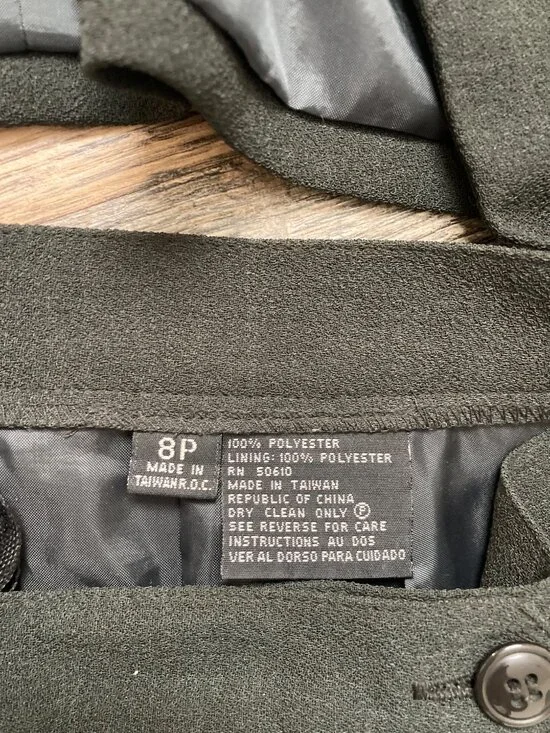 8P
MADE IN
TAIWAN R.O.C.
100% POLYESTER
LINING: 100% POLYESTER
RN 50610
MADE IN TAIWAN
REPUBLIC OF CHINA
DRY CLEAN ONLY Ⓟ
SEE REVERSE FOR CARE
INSTRUCTIONS AU DOS
VER AL DORSO PARA CUIDADO